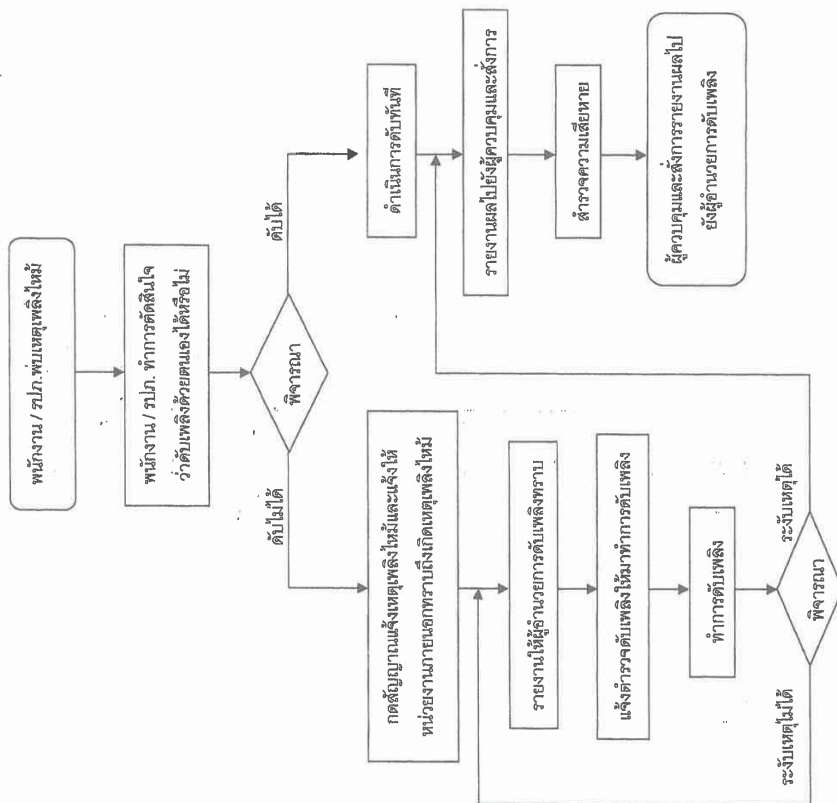 พนักงาน / รปภ. พบเหตุเพลิงไหม้
พนักงาน / รปภ. ทำการตัดสินใจ
ว่าดับเพลิงด้วยตนเองได้หรือไม่
พิจารณา
ดับไม่ได้
ดับได้
กดสัญญาณแจ้งเหตุเพลิงไหม้และแจ้งให้
หน่วยงานภายนอกทราบถึงเกิดเหตุเพลิงไหม้
รายงานให้ผู้อำนวยการดับเพลิงทราบ
แจ้งตำรวจดับเพลิงให้มาทำการดับเพลิง
ทำการดับเพลิง
พิจารณา
ระงับเหตุไม่ได้
ระงับเหตุได้
ดำเนินการดับทันที
รายงานผลไปยังผู้ควบคุมและสั่งการ
สำรวจความเสียหาย
ผู้ควบคุมและสั่งการรายงานผลไป
ยังผู้อำนวยการดับเพลิง